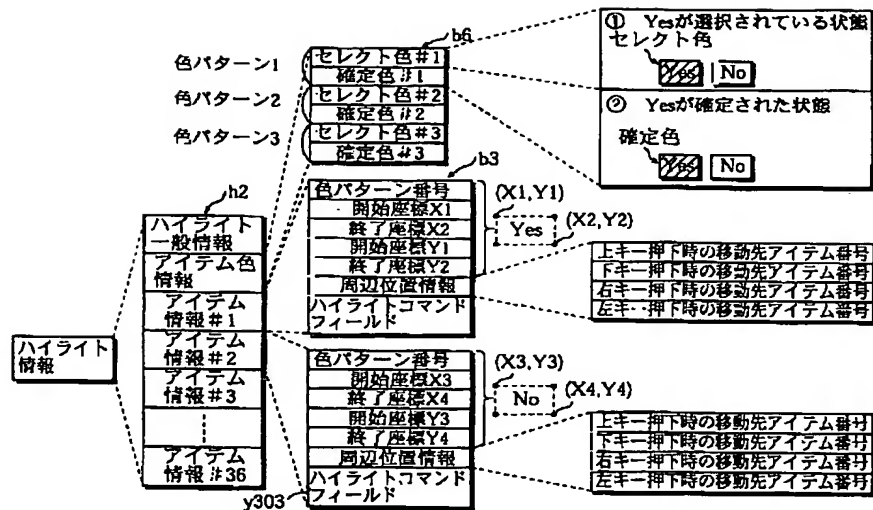 b6
色パターン1
セレクト色#1
確定色#1
色パターン2
セレクト色#2
確定色#2
色パターン3
セレクト色#3
確定色#3
① Yesが選択されている状態
セレクト色
Yes No
② Yesが確定された状態
確定色
Yes No
h2
ハイライト
一般情報
アイテム色
情報
アイテム
情報#1
アイテム
情報#2
アイテム
情報#3
アイテム
情報#36
ハイライト
情報
b3
色パターン番号
開始座標X1
終了座標X2
開始座標Y1
終了座標Y2
周辺位置情報
ハイライトコマンド
フィールド
(X1,Y1)
Yes
(X2,Y2)
上キー押下時の移動先アイテム番号
下キー押下時の移動先アイテム番号
右キー押下時の移動先アイテム番号
左キー押下時の移動先アイテム番号
色パターン番号
開始座標X3
終了座標X4
開始座標Y3
終了座標Y4
周辺位置情報
ハイライトコマンド
フィールド
y303
(X3,Y3)
No
(X4,Y4)
上キー押下時の移動先アイテム番号
下キー押下時の移動先アイテム番号
右キー押下時の移動先アイテム番号
左キー押下時の移動先アイテム番号